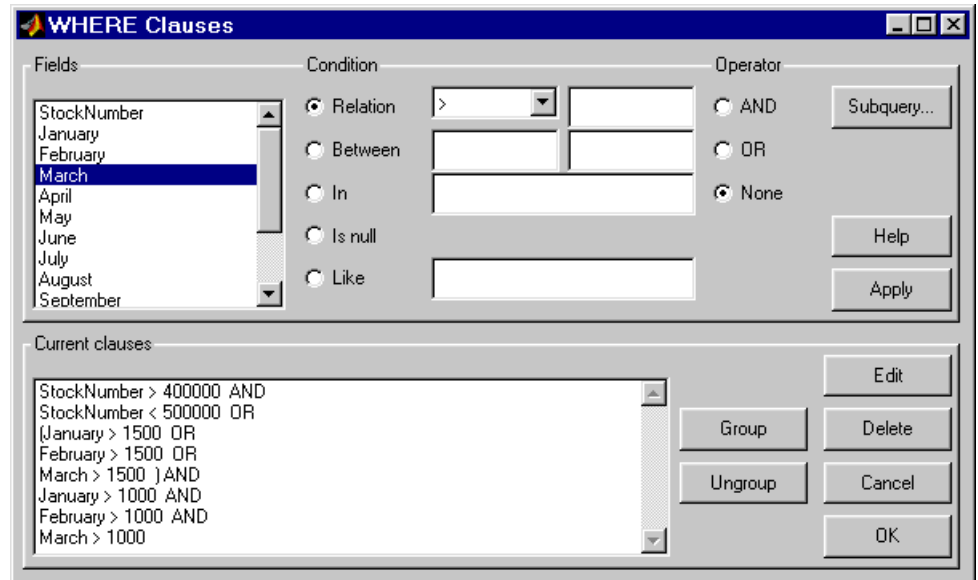 WHERE Clauses
Fields
Condition
Operator
StockNumber
January
February
March
April
May
June
July
August
September
Relation
>
Between
In
Is null
Like
AND
OR
None
Subquery...
Help
Apply
Current clauses
StockNumber > 400000 AND
StockNumber < 500000 OR
(January > 1500 OR
February > 1500 OR
March > 1500 ) AND
January > 1000 AND
February > 1000 AND
March > 1000
Group
Ungroup
Edit
Delete
Cancel
OK